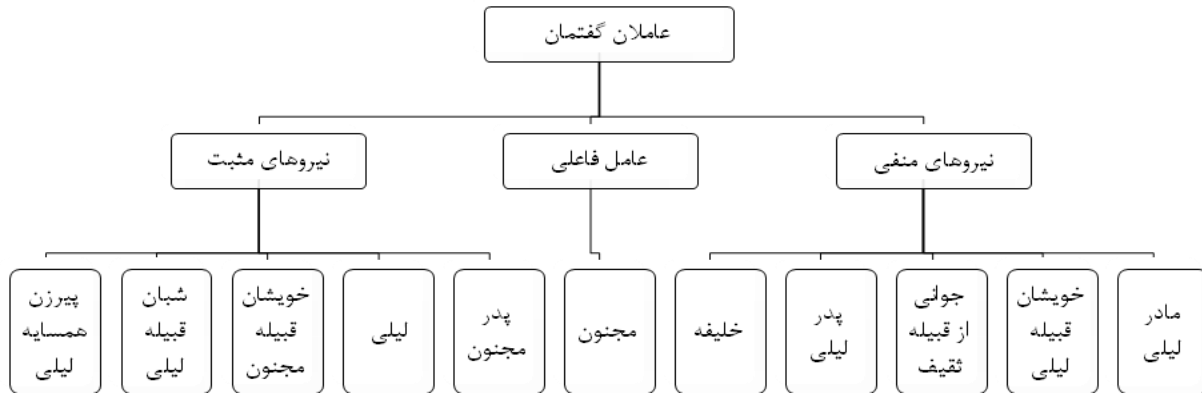 عاملان گفتمان
نیروهای منفی
عامل فاعلی
نیروهای مثبت
مادر
لیلی
خویشان
قبیله
لیلی
جوانی
از قبیله
ثقیف
پدر
لیلی
خلیفه
مجنون
پدر
مجنون
لیلی
خویشان
قبیله
مجنون
شبان
قبیله
لیلی
پیرزن
همسایه
لیلی